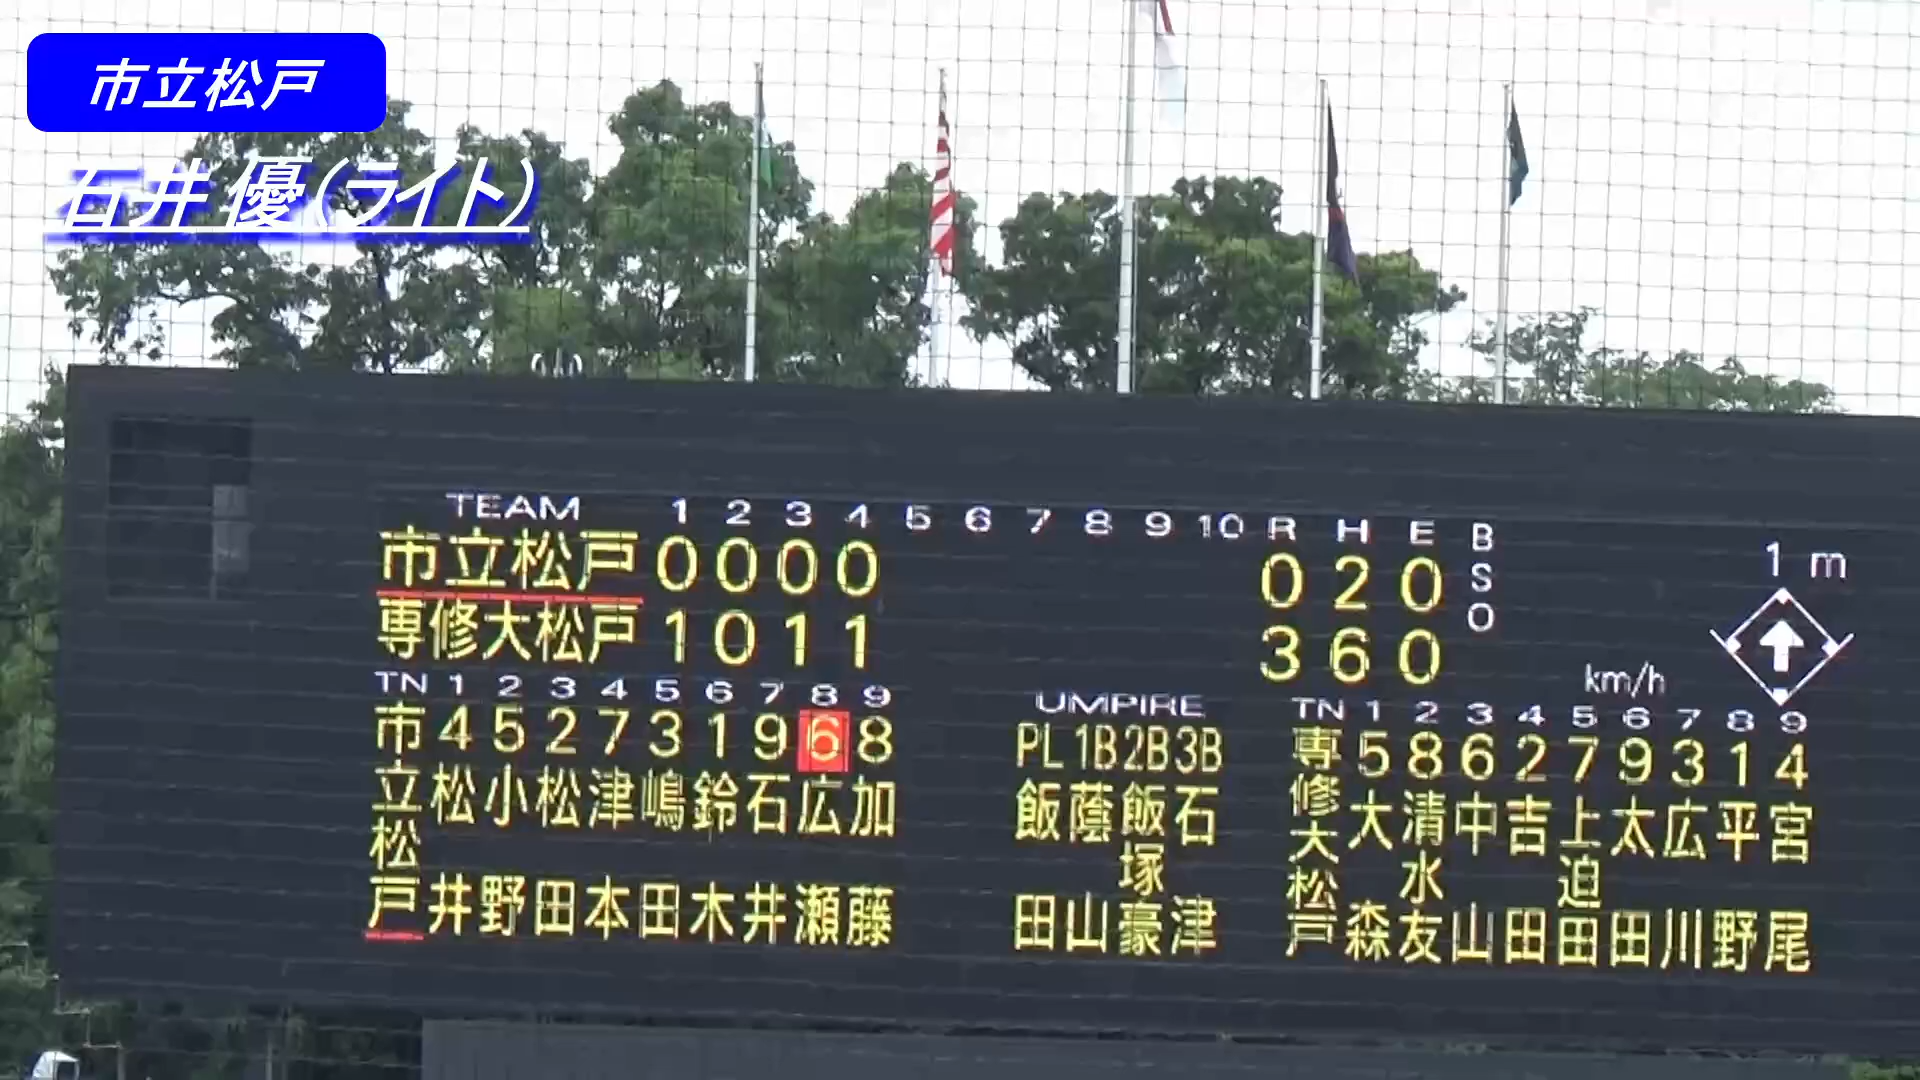 市立松戸
石井 優(ライト)
TEAM 1 2 3 4 5 6 7 8 9 10 R H E B
市立松戸 0 0 0 0 0 2 0 S
O
専修大松戸 1 0 1 1 3 6 0
1 m
km/h
TN 1 2 3 4 5 6 7 8 9
市立松戸
4 5 2 7 3 1 9 6 8
松井
小野
松田
津本
嶋田
鈴木
石井
広瀬
加藤
UMPIRE
PL 1B 2B 3B
飯田
蔭山
飯塚豪
石津
TN 1 2 3 4 5 6 7 8 9
専修大松戸
5 8 6 2 7 9 3 1 4
大森
清水友
中山
吉田
上迫田
太田
広川
平野
宮尾